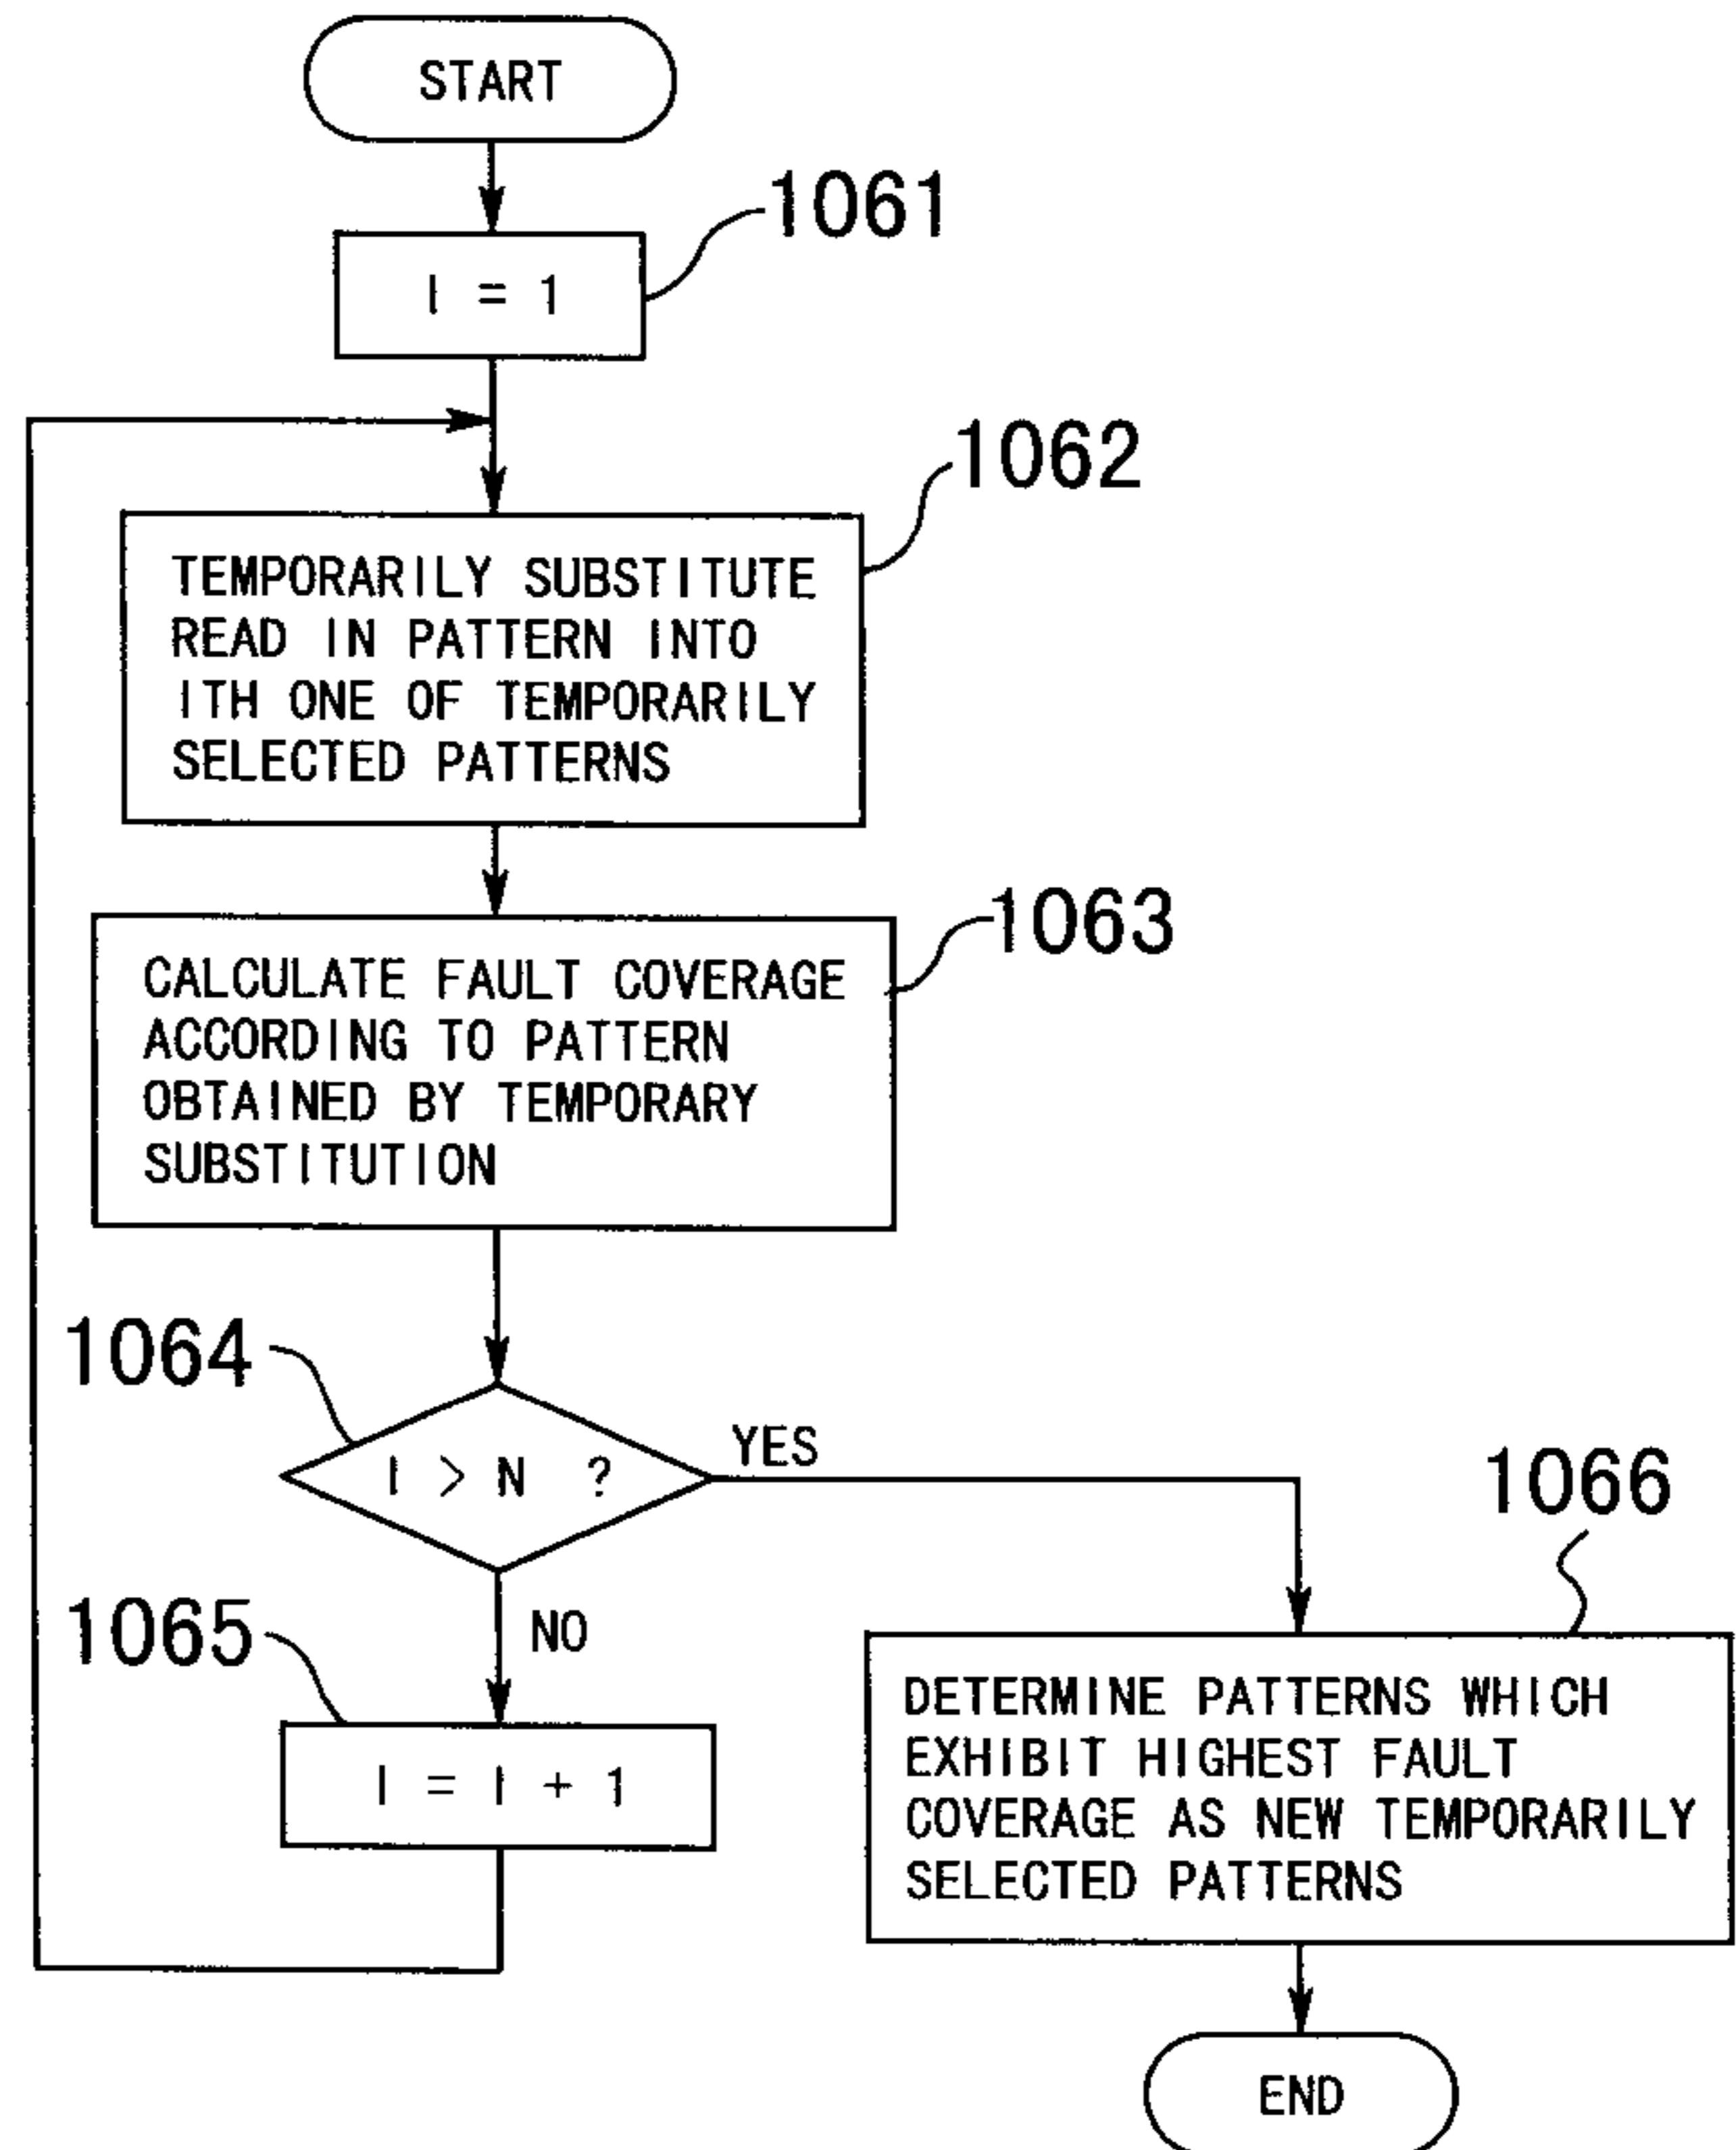 START
1061
I = 1
1062
TEMPORARILY SUBSTITUTE
READ IN PATTERN INTO
ITH ONE OF TEMPORARILY
SELECTED PATTERNS
1063
CALCULATE FAULT COVERAGE
ACCORDING TO PATTERN
OBTAINED BY TEMPORARY
SUBSTITUTION
1064
I > N ?
YES
1066
1065
NO
DETERMINE PATTERNS WHICH
EXHIBIT HIGHEST FAULT
COVERAGE AS NEW TEMPORARILY
SELECTED PATTERNS
I = I + 1
END